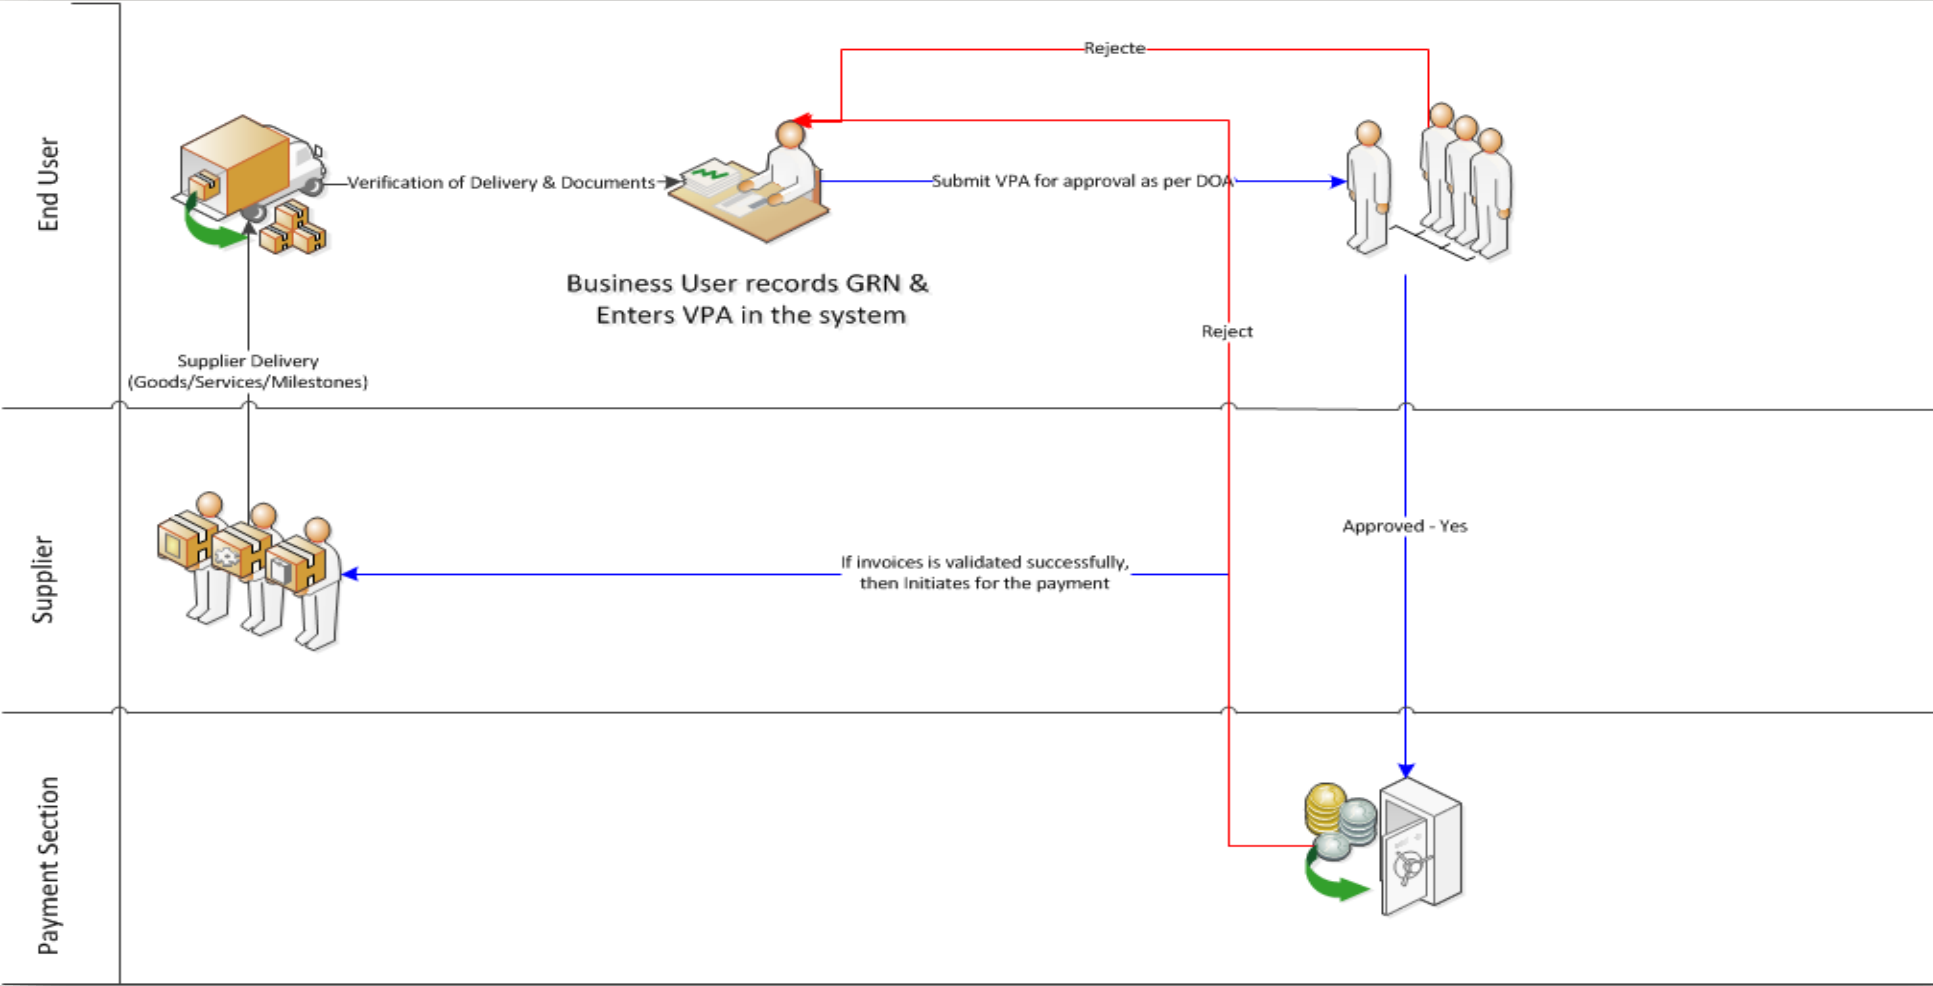 End User
Rejecte
Verification of Delivery & Documents
Submit VPA for approval as per DOA
Business User records GRN &
Enters VPA in the system
Reject
Supplier Delivery
(Goods/Services/Milestones)
Supplier
Approved - Yes
If invoices is validated successfully,
then Initiates for the payment
Payment Section